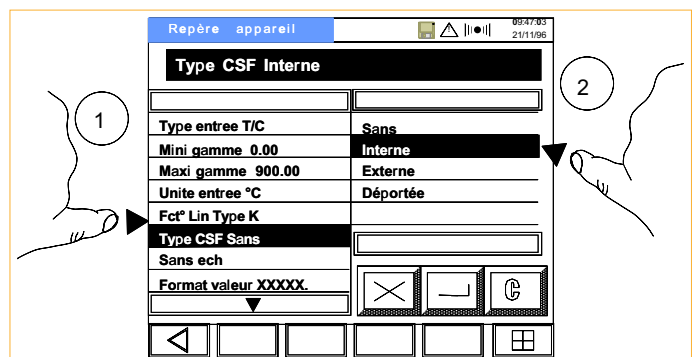 Repère appareil
09:47:03
21/11/96
Type CSF Interne
1
2
Type entree T/C
Mini gamme 0.00
Maxi gamme 900.00
Unite entree °C
Fct° Lin Type K
Type CSF Sans
Sans ech
Format valeur XXXXX.
Sans
Interne
Externe
Déportée
C